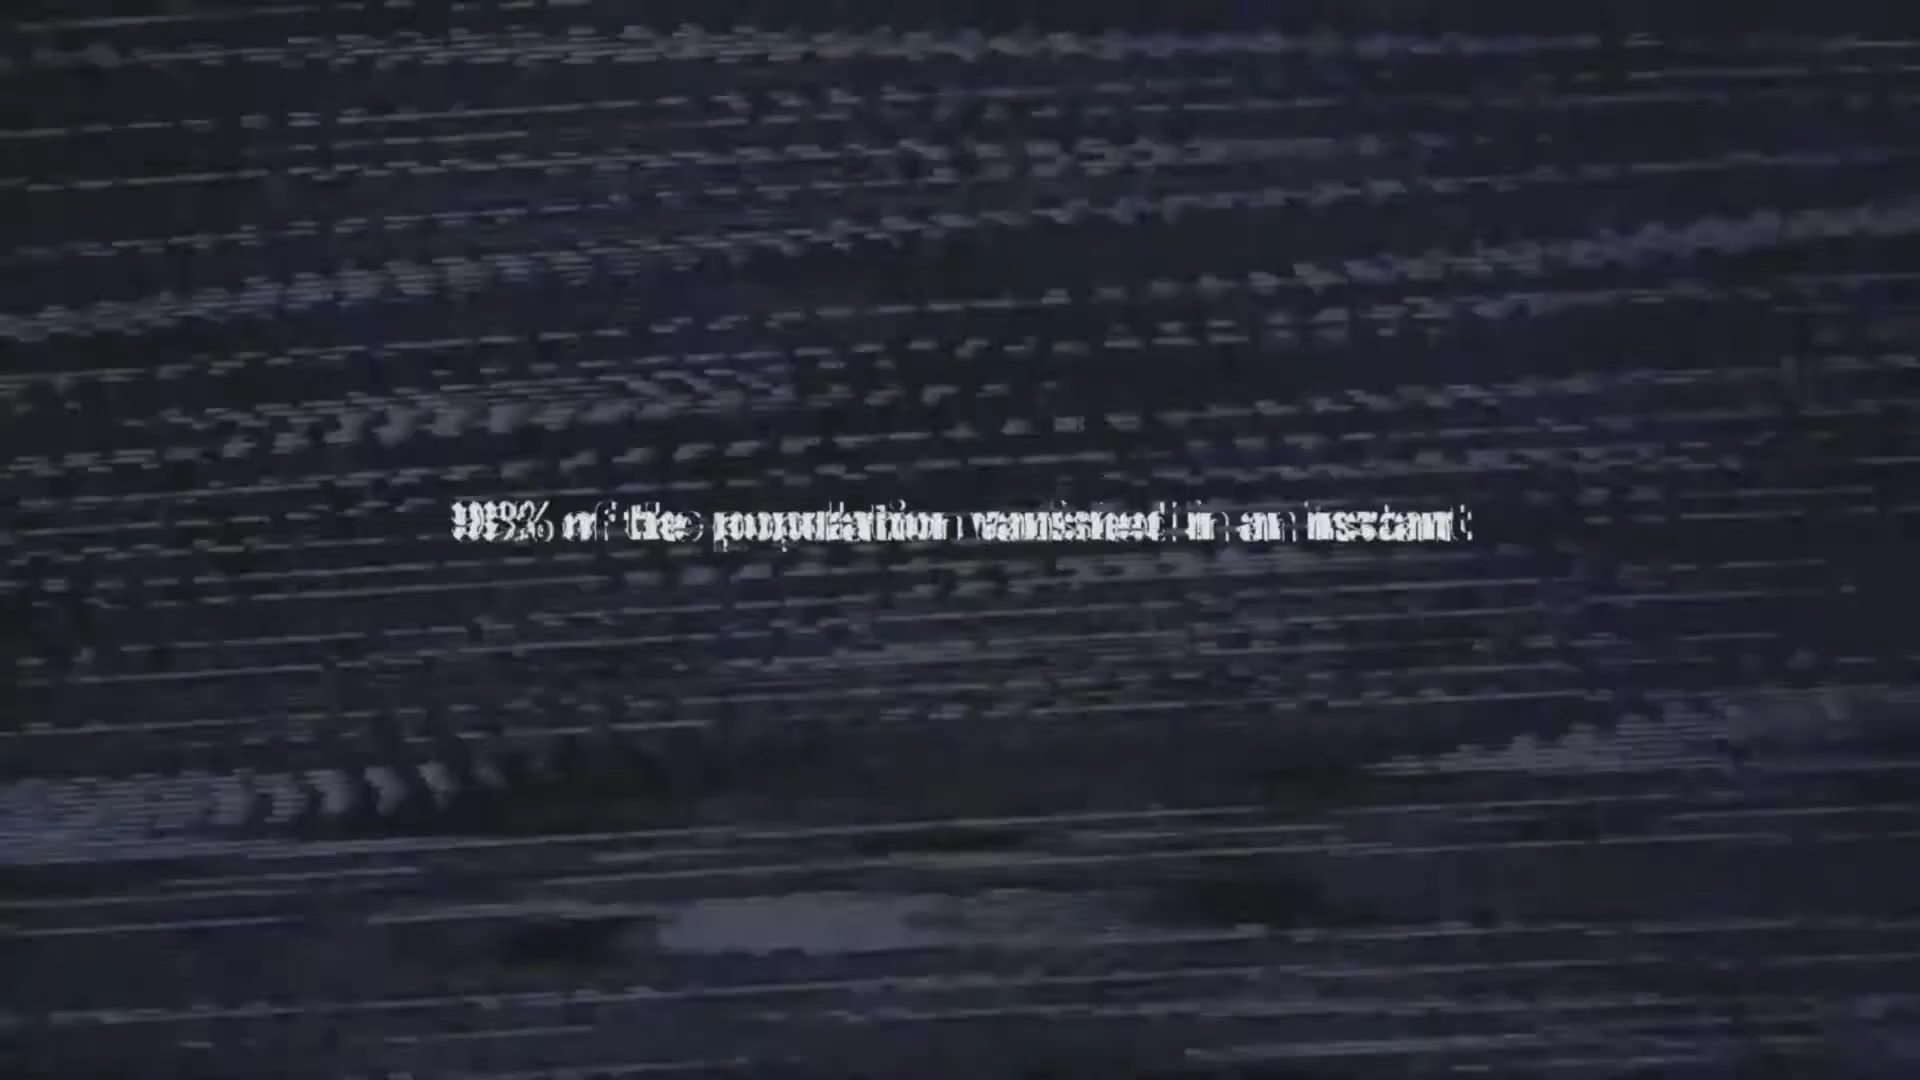 of the population vanished in an instant